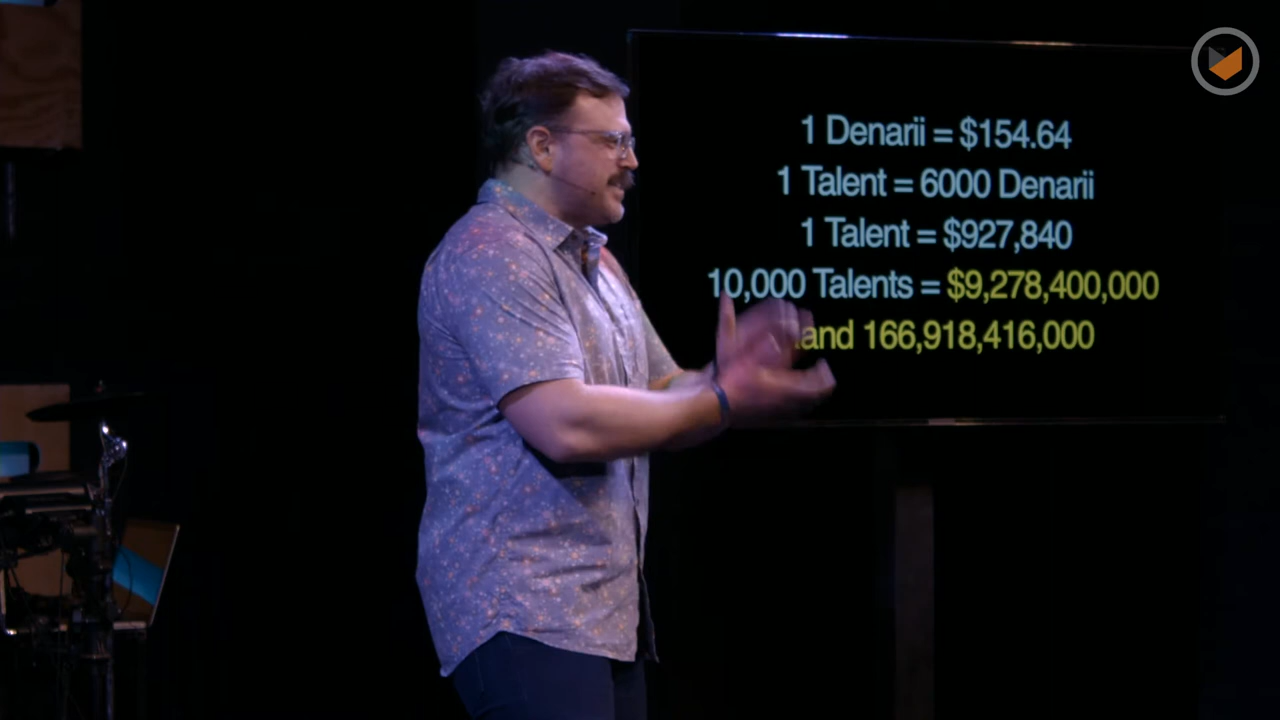 1 Denarii = $154.64
1 Talent = 6000 Denarii
1 Talent = $927,840
10,000 Talents = $9,278,400,000
166,918,416,000